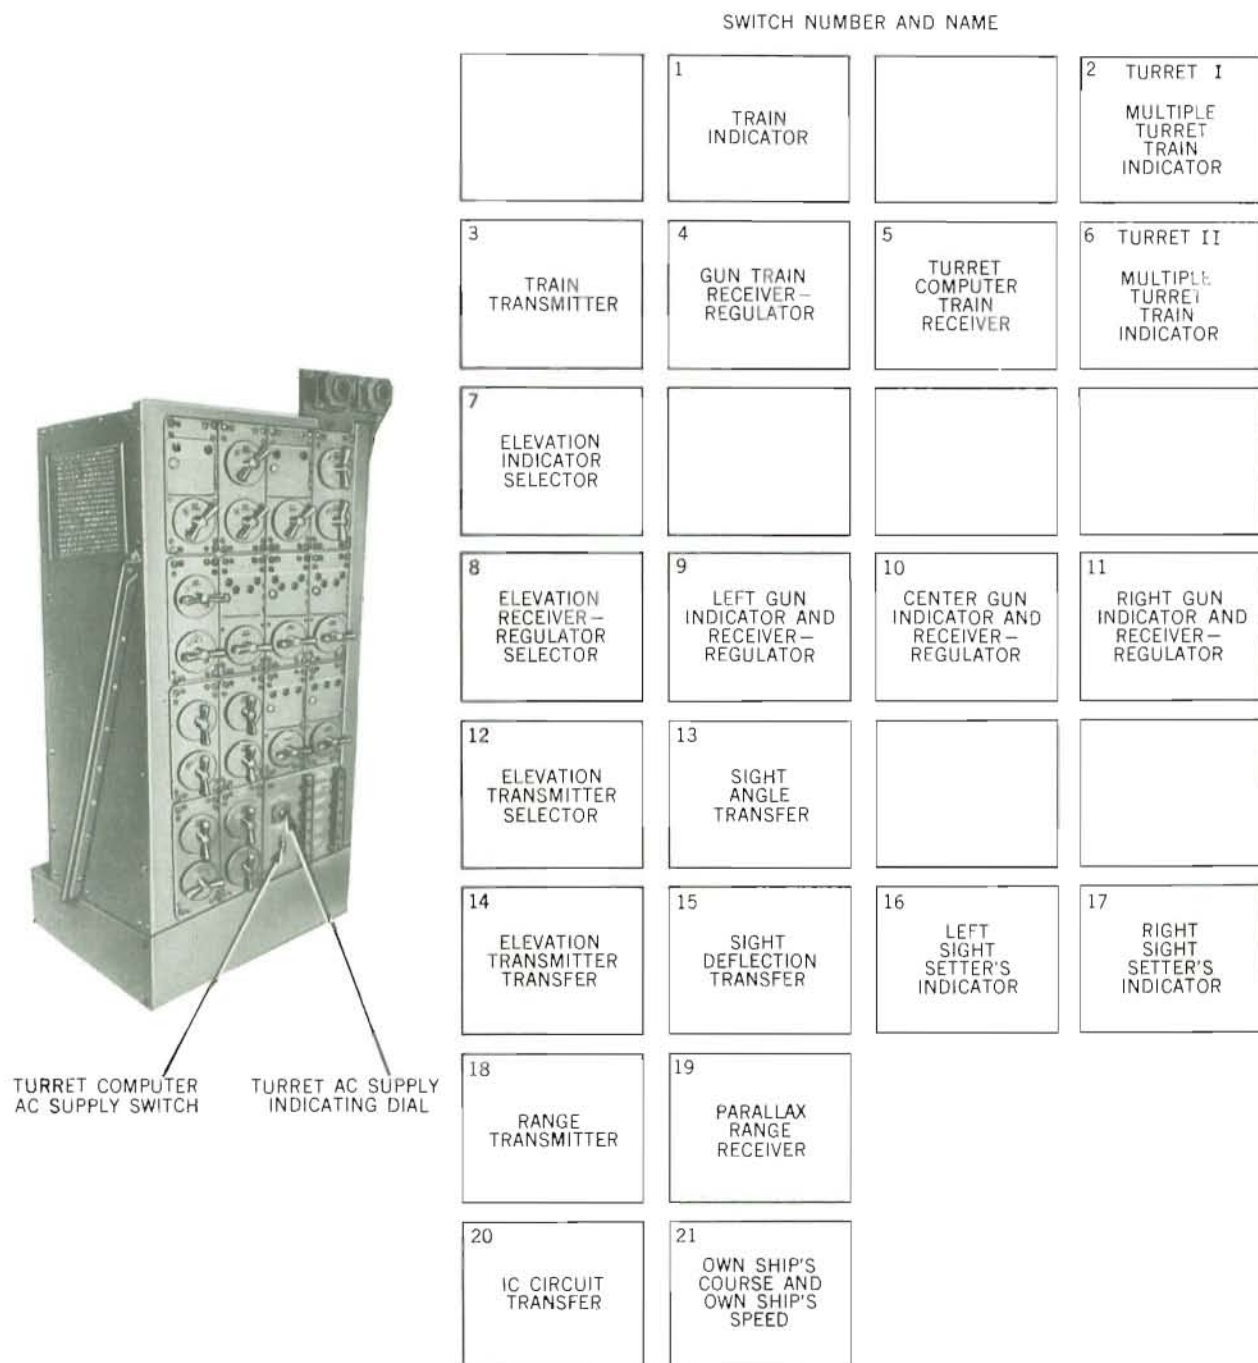 SWITCH NUMBER AND NAME
1
TRAIN
INDICATOR
2 TURRET I
MULTIPLE
TURRET
TRAIN
INDICATOR
3
TRAIN
TRANSMITTER
4
GUN TRAIN
RECEIVER—
REGULATOR
5
TURRET
COMPUTER
TRAIN
RECEIVER
6 TURRET II
MULTIPLE
TURRET
TRAIN
INDICATOR
7
ELEVATION
INDICATOR
SELECTOR
8
ELEVATION
RECEIVER—
REGULATOR
SELECTOR
9
LEFT GUN
INDICATOR AND
RECEIVER—
REGULATOR
10
CENTER GUN
INDICATOR AND
RECEIVER—
REGULATOR
11
RIGHT GUN
INDICATOR AND
RECEIVER—
REGULATOR
12
ELEVATION
TRANSMITTER
SELECTOR
13
SIGHT
ANGLE
TRANSFER
14
ELEVATION
TRANSMITTER
TRANSFER
15
SIGHT
DEFLECTION
TRANSFER
16
LEFT
SIGHT
SETTER'S
INDICATOR
17
RIGHT
SIGHT
SETTER'S
INDICATOR
18
RANGE
TRANSMITTER
19
PARALLAX
RANGE
RECEIVER
20
IC CIRCUIT
TRANSFER
21
OWN SHIP'S
COURSE AND
OWN SHIP'S
SPEED
TURRET COMPUTER
AC SUPPLY SWITCH
TURRET AC SUPPLY
INDICATING DIAL